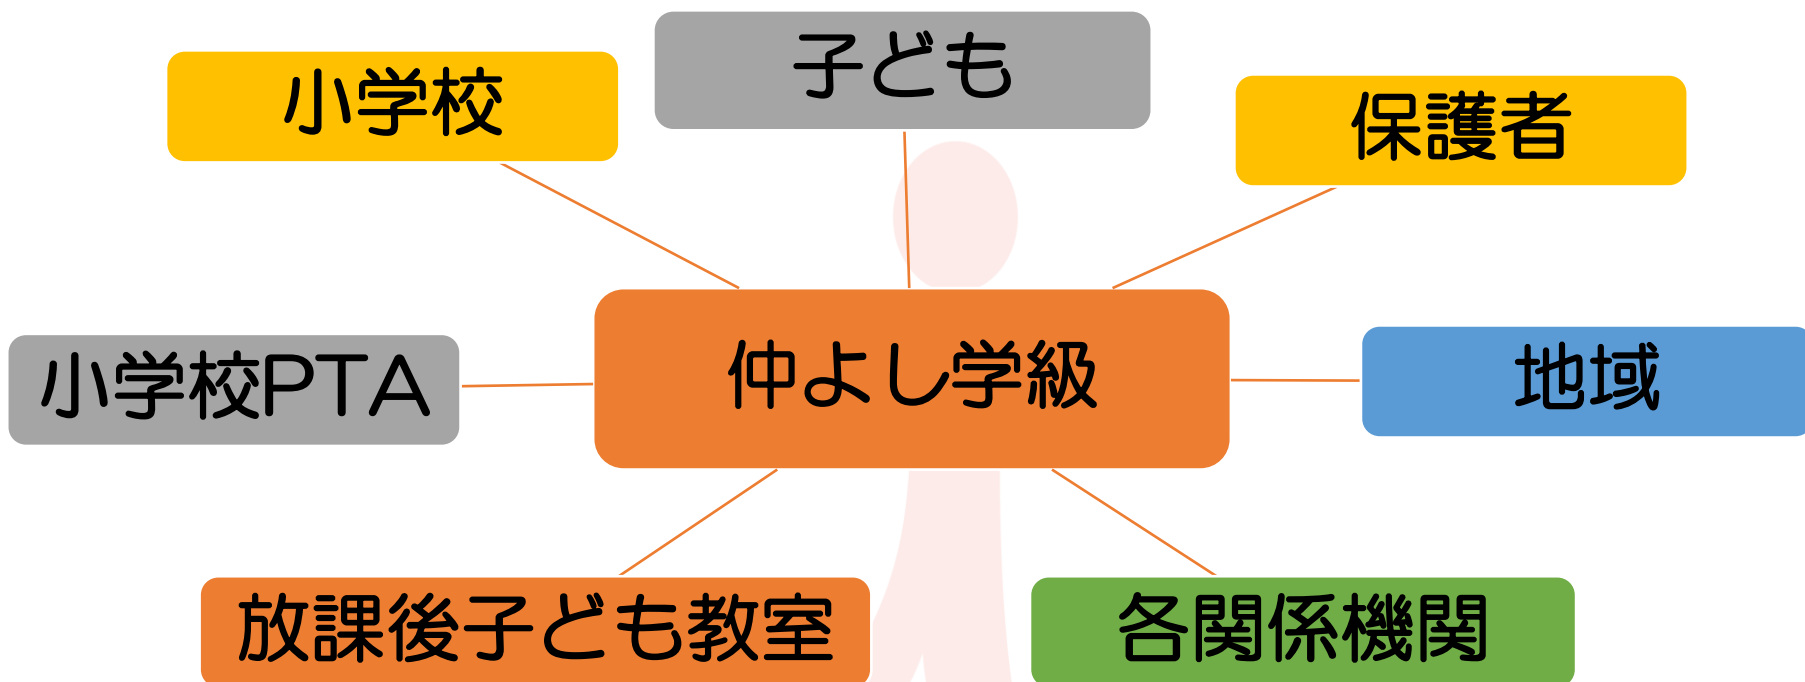 子ども
小学校
保護者
小学校PTA
仲よし学級
地域
放課後子ども教室
各関係機関